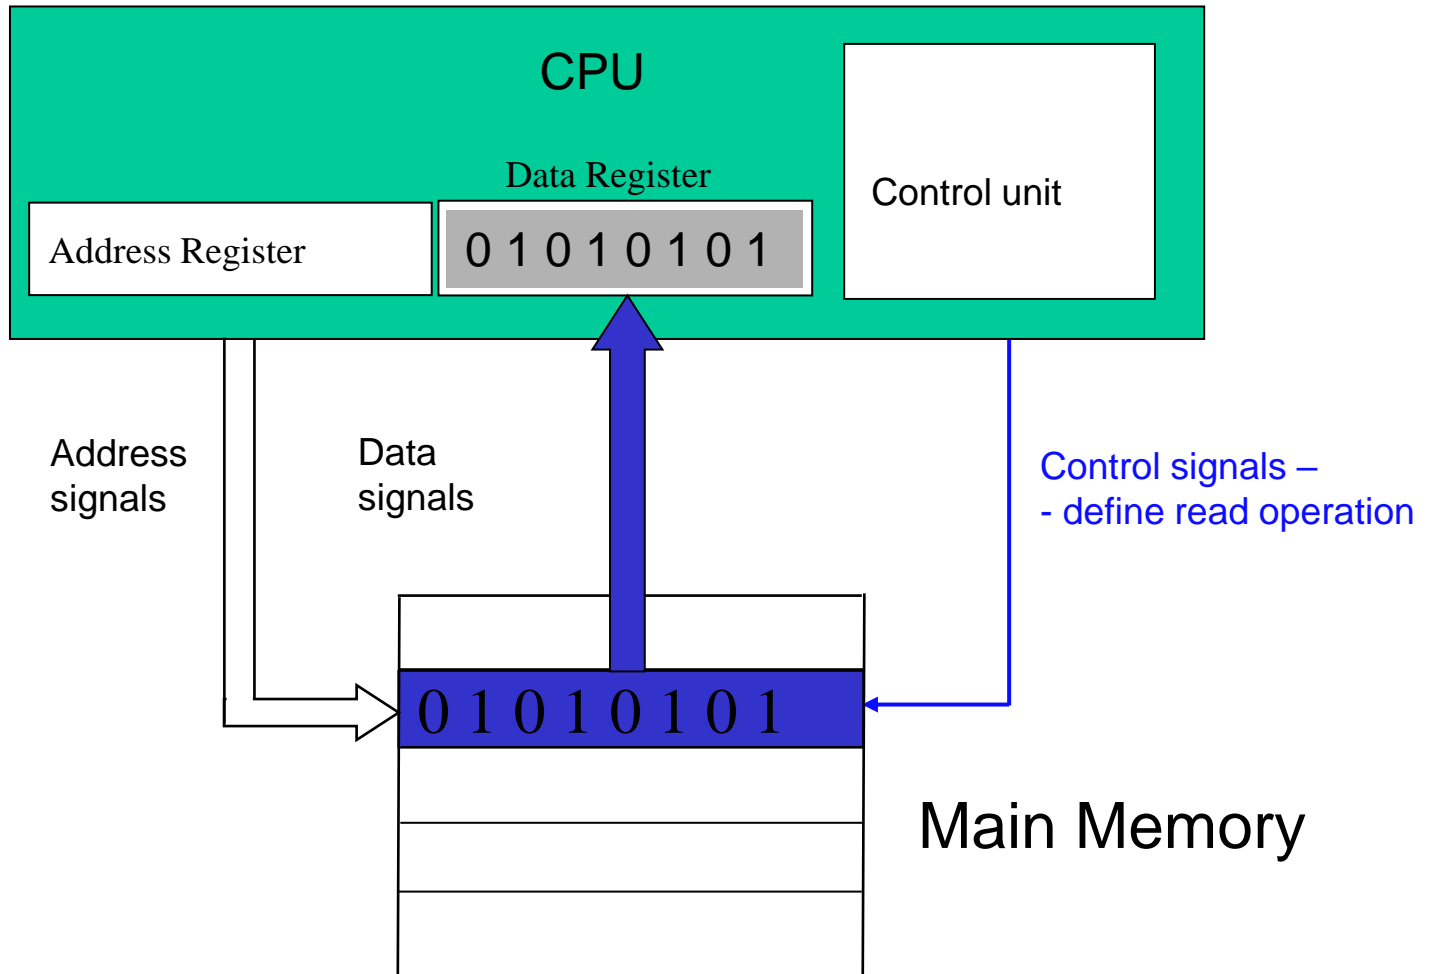 CPU
Data Register
Control unit
Address Register
0 1 0 1 0 1 0 1
Address
signals
Data
signals
Control signals –
- define read operation
0 1 0 1 0 1 0 1
Main Memory